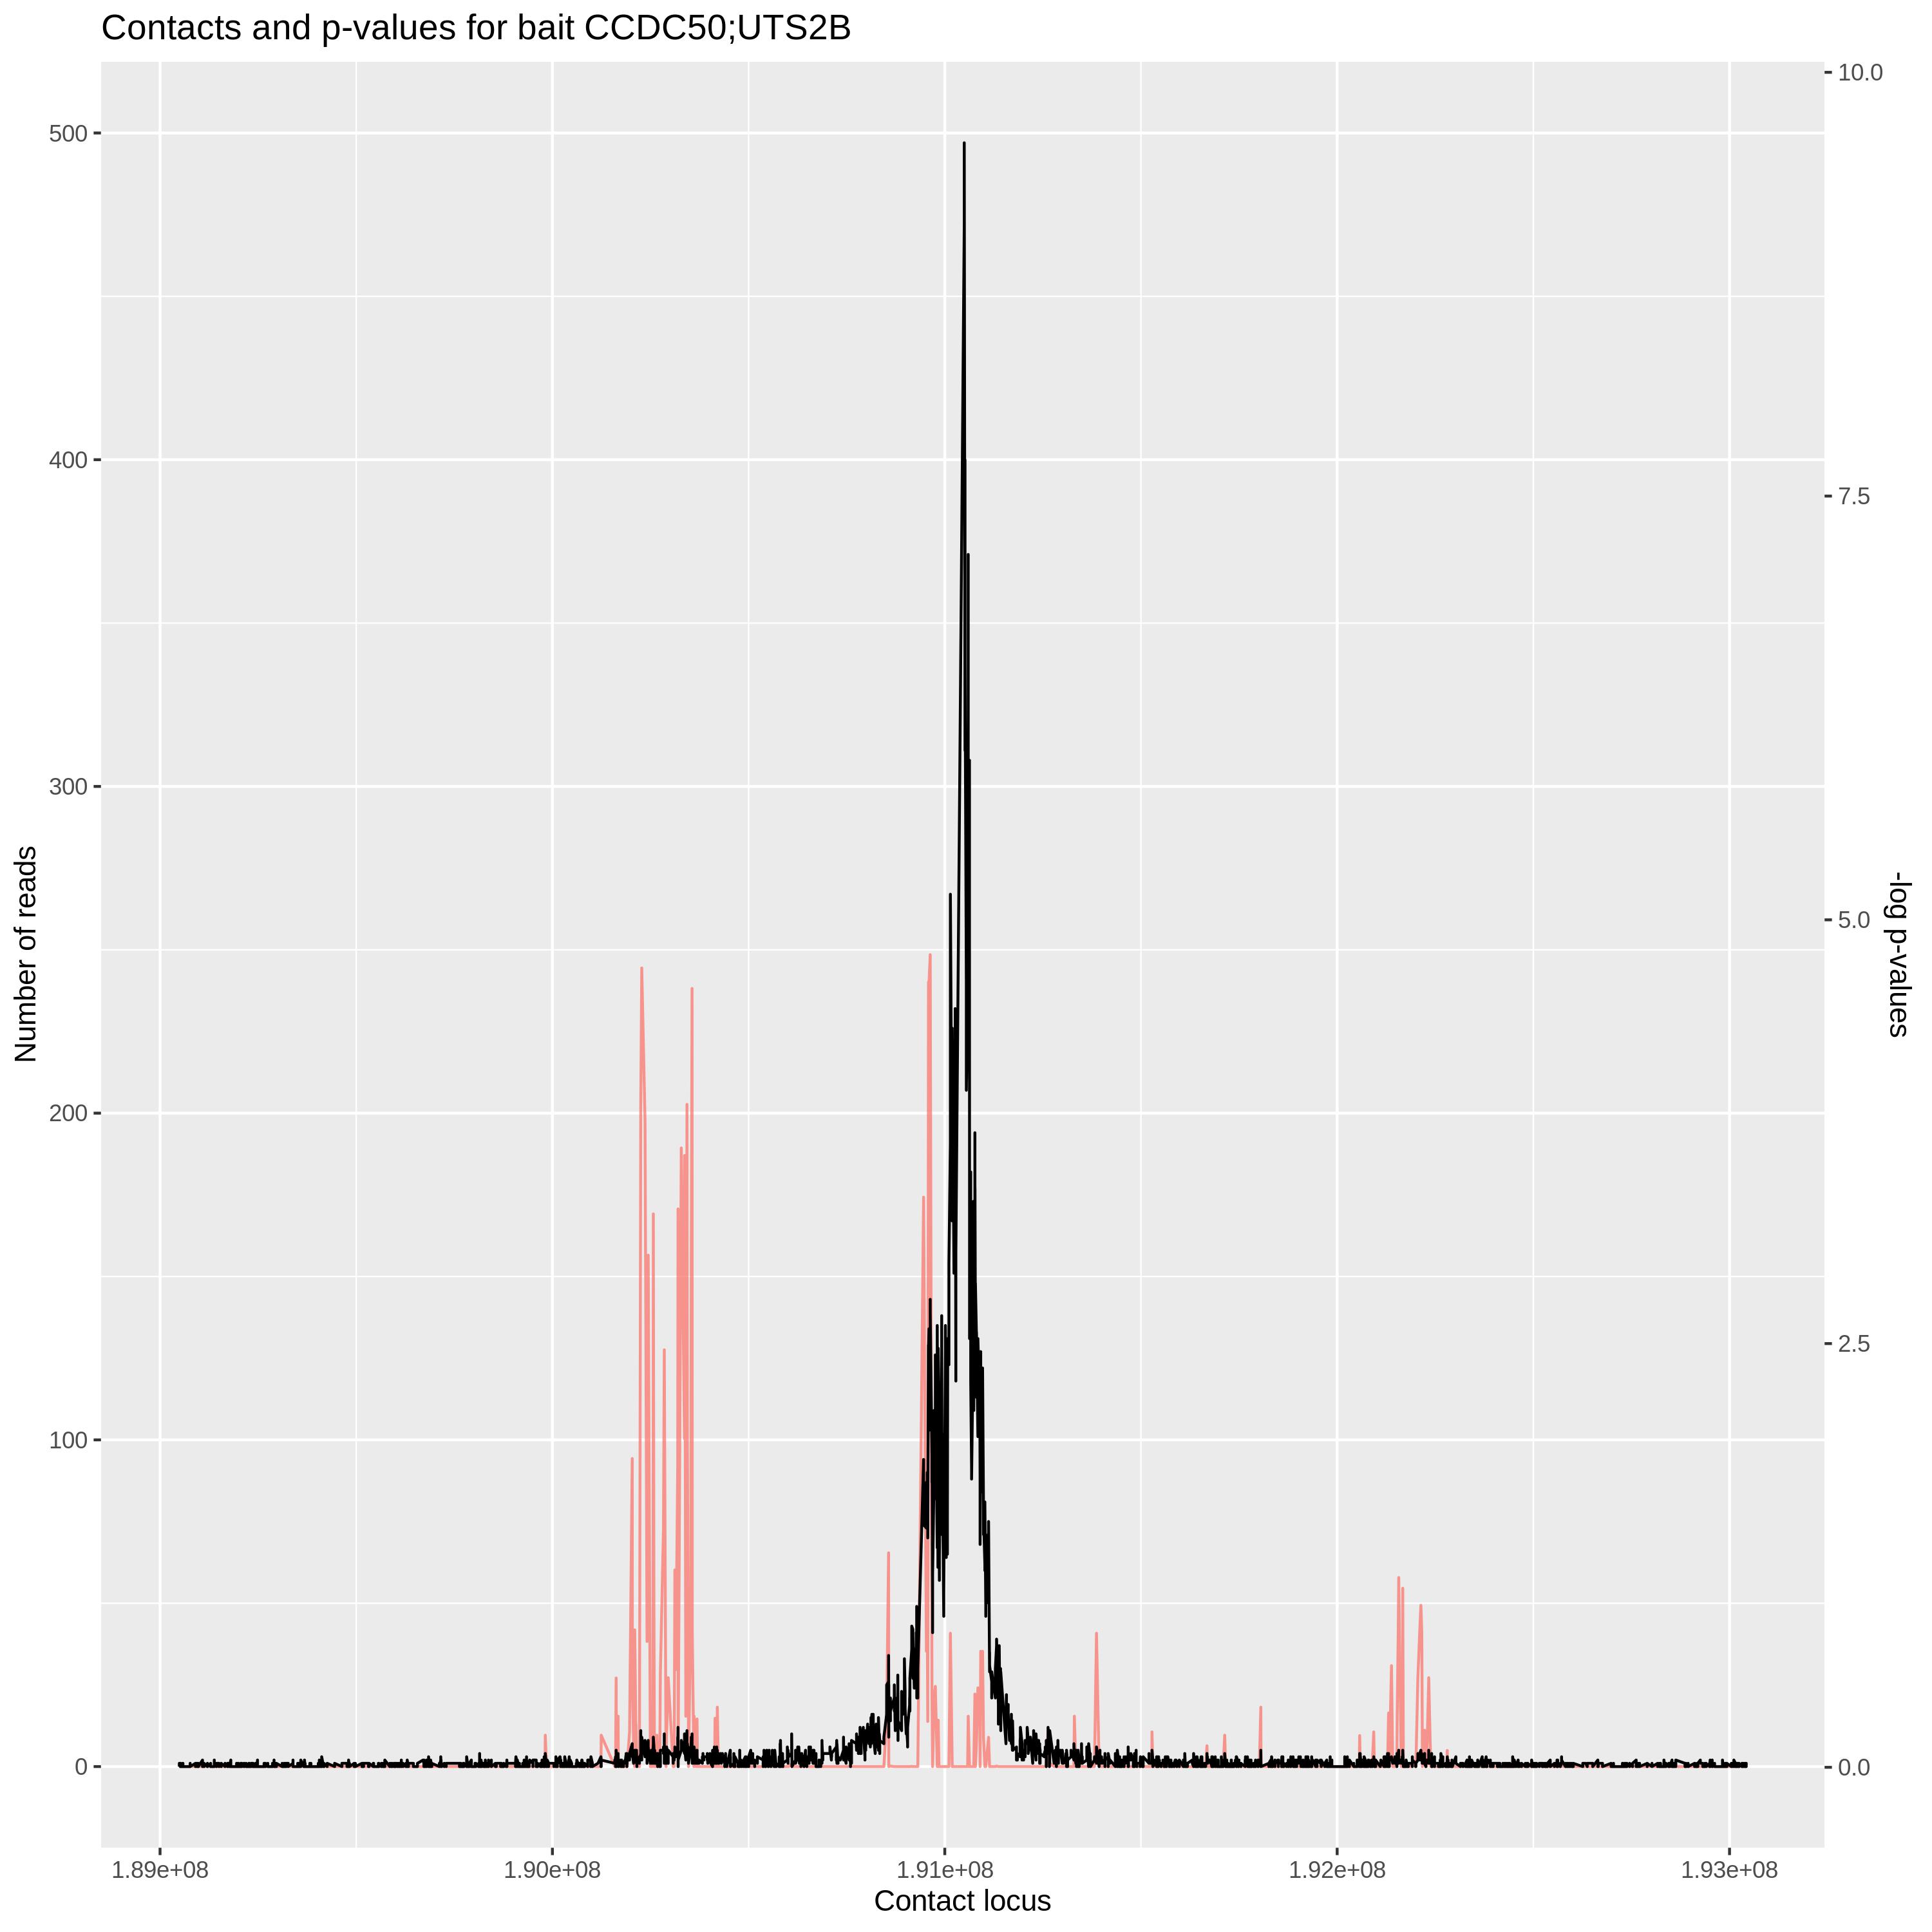 Contacts and p-values for bait CCDC50;UTS2B
500
400
300
200
100
0
Number of reads
10.0
7.5
5.0
2.5
0.0
-log p-values
1.89e+08
1.90e+08
1.91e+08
1.92e+08
1.93e+08
Contact locus